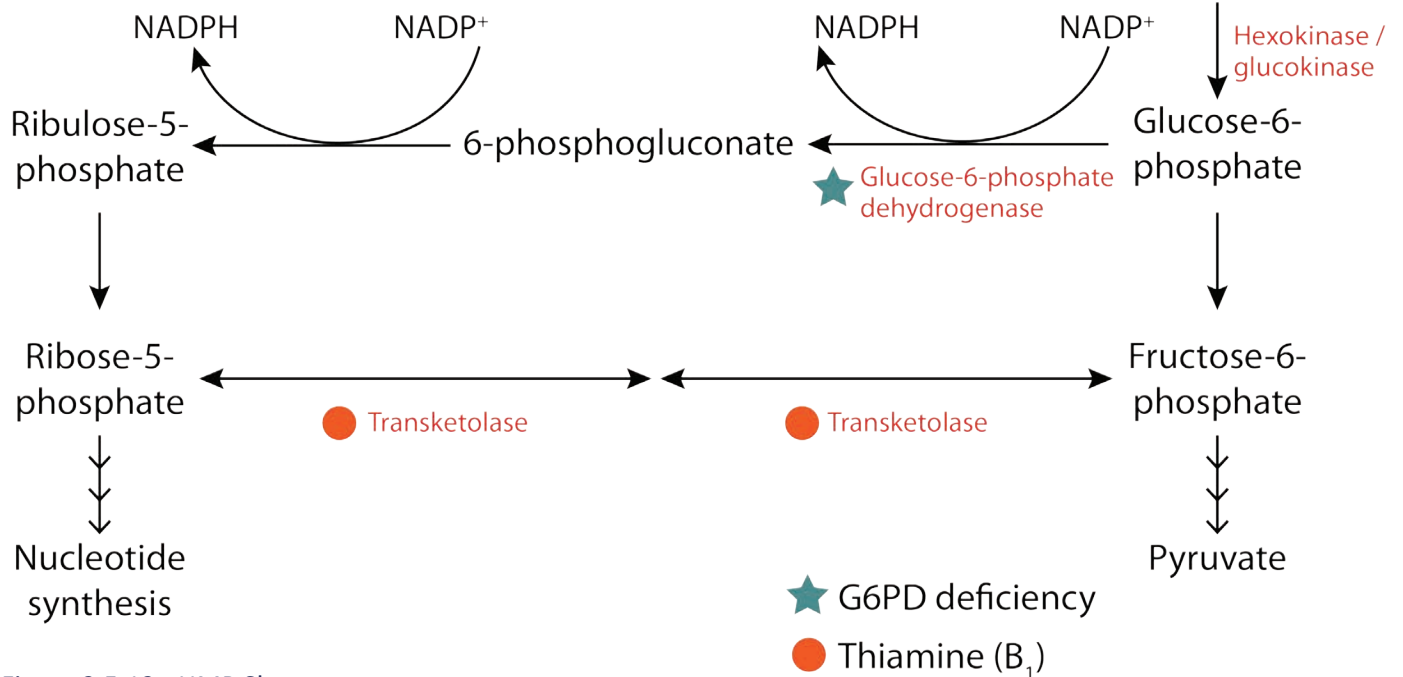 NADPH NADP+ NADPH NADP+
Hexokinase /
glucokinase
Ribulose-5-
phosphate
6-phosphogluconate
Glucose-6-
phosphate
Glucose-6-phosphate
dehydrogenase
Ribose-5-
phosphate
Fructose-6-
phosphate
Transketolase Transketolase
Nucleotide
synthesis
Pyruvate
G6PD deficiency
Thiamine (B1)